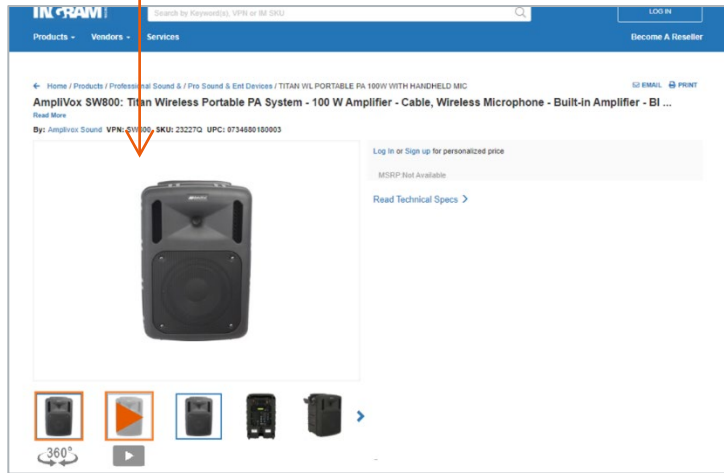 INGRAM
Search by Keyword(s), VPN or IM SKU
LOG IN
Products
Vendors
Services
Become A Reseller
Home / Products / Professional Sound & / Pro Sound & Ent Devices / TITAN WL PORTABLE PA 100W WITH HANDHELD MIC
EMAIL
PRINT
AmpliVox SW800: Titan Wireless Portable PA System - 100 W Amplifier - Cable, Wireless Microphone - Built-in Amplifier - Bl ...
Read More
By: Amplivox Sound VPN: SW800 SKU: 23227Q UPC: 0734680180003
Log In or Sign up for personalized price
MSRP:Not Available
Read Technical Specs
360°